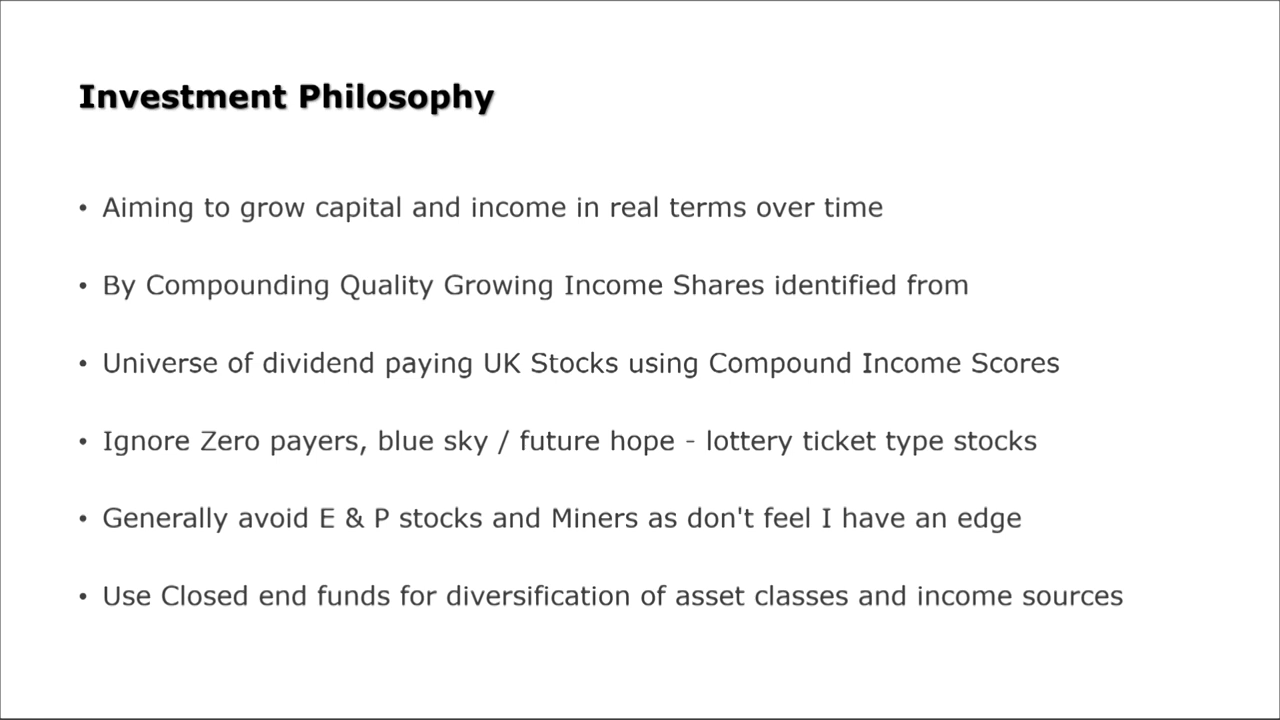 Investment Philosophy
• Aiming to grow capital and income in real terms over time
• By Compounding Quality Growing Income Shares identified from
• Universe of dividend paying UK Stocks using Compound Income Scores
• Ignore Zero payers, blue sky / future hope - lottery ticket type stocks
• Generally avoid E & P stocks and Miners as don't feel I have an edge
• Use Closed end funds for diversification of asset classes and income sources